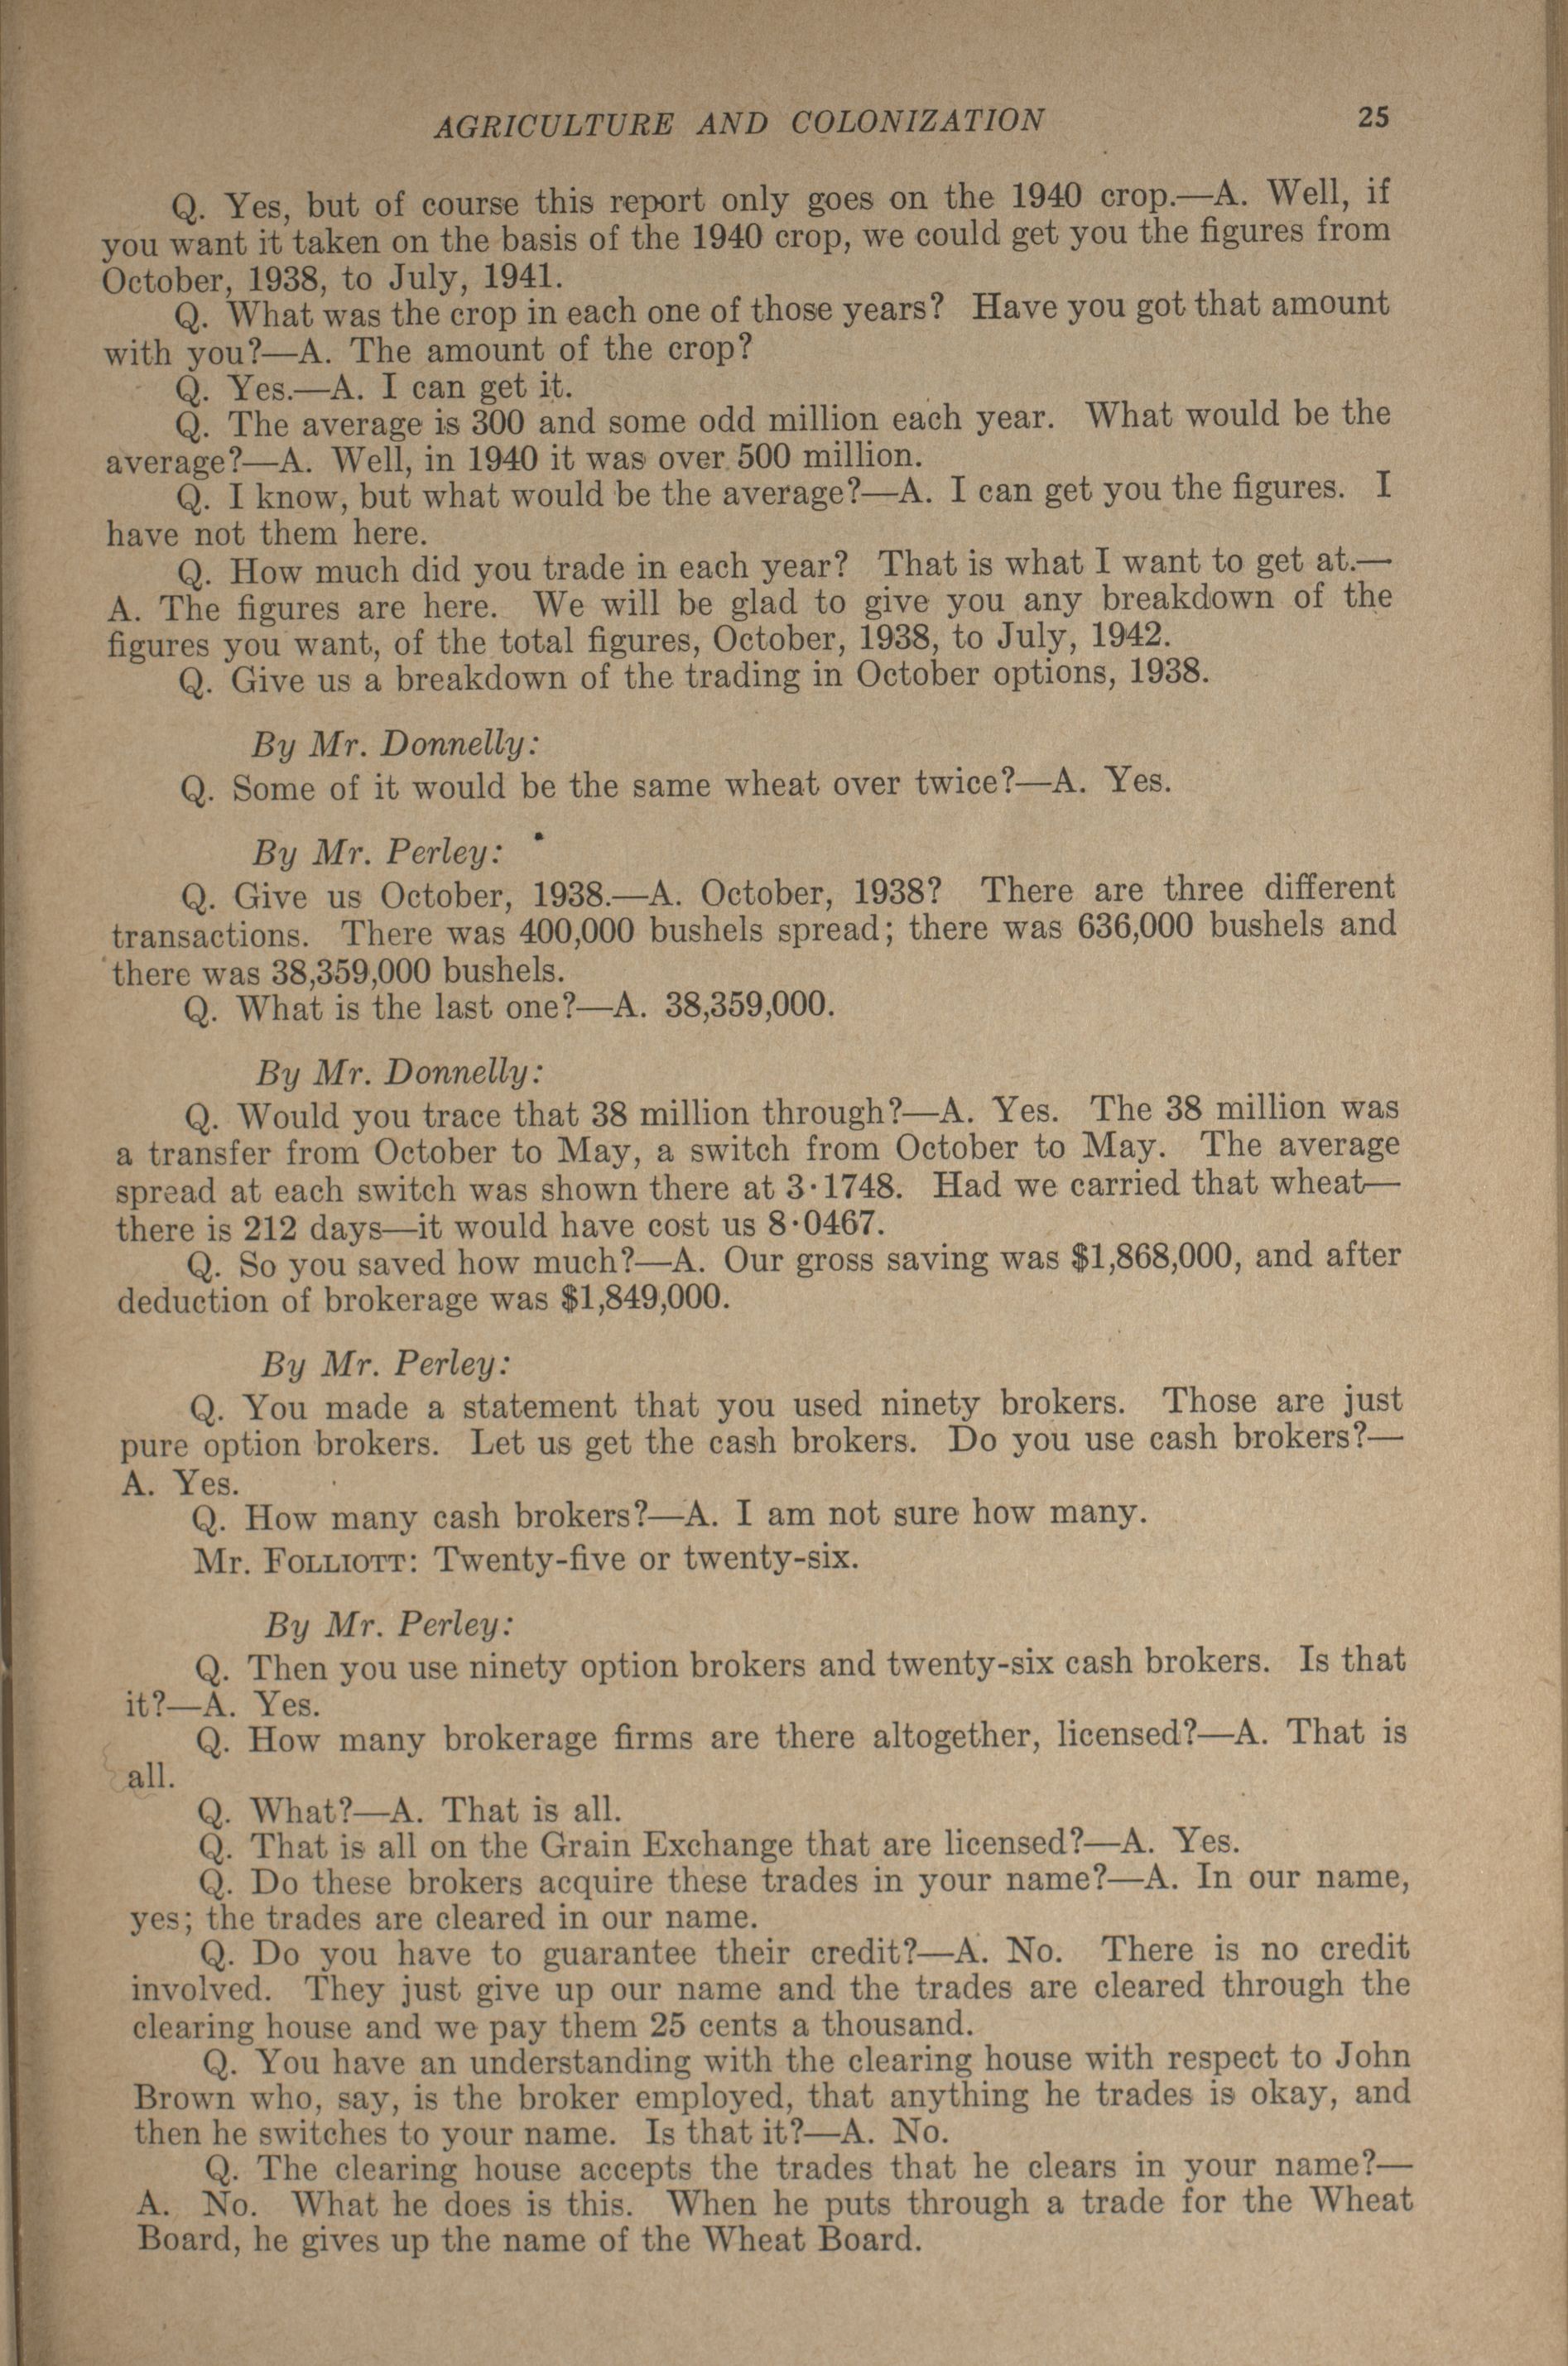 AGRICULTURE AND COLONIZATION 25
Q. Yes, but of course this report only goes on the 1940 crop.—A. Well, if
you want it taken on the basis of the 1940 crop, we could get you the figures from
October, 1938, to July, 1941.
Q. What was the crop in each one of those years? Have you got that amount
with you?—A. The amount of the crop?
Q. Yes.—A. I can get it.
Q. The average is 300 and some odd million each year. What would be the
average?—A. Well, in 1940 it was over 500 million.
Q. I know, but what would be the average?—A. I can get you the figures. I
have not them here.
Q. How much did you trade in each year? That is what I want to get at.—
A. The figures are here. We will be glad to give you any breakdown of the
figures you want, of the total figures, October, 1938, to July, 1942.
Q. Give us a breakdown of the trading in October options, 1938.
By Mr. Donnelly:
Q. Some of it would be the same wheat over twice?—A. Yes.
By Mr. Perley:
Q. Give us October, 1938.—A. October, 1938? There are three different
transactions. There was 400,000 bushels spread; there was 636,000 bushels and
there was 38,359,000 bushels.
Q. What is the last one?—A. 38,359,000.
By Mr. Donnelly:
Q. Would you trace that 38 million through?—A. Yes. The 38 million was
a transfer from October to May, a switch from October to May. The average
spread at each switch was shown there at 3·1748. Had we carried that wheat—
there is 212 days—it would have cost us 8·0467.
Q. So you saved how much?—A. Our gross saving was $1,868,000, and after
deduction of brokerage was $1,849,000.
By Mr. Perley:
Q. You made a statement that you used ninety brokers. Those are just
pure option brokers. Let us get the cash brokers. Do you use cash brokers?—
A. Yes.
Q. How many cash brokers?—A. I am not sure how many.
Mr. FOLLIOTT: Twenty-five or twenty-six.
By Mr. Perley:
Q. Then you use ninety option brokers and twenty-six cash brokers. Is that
it?—A. Yes.
Q. How many brokerage firms are there altogether, licensed?—A. That is
all.
Q. What?—A. That is all.
Q. That is all on the Grain Exchange that are licensed?—A. Yes.
Q. Do these brokers acquire these trades in your name?—A. In our name,
yes; the trades are cleared in our name.
Q. Do you have to guarantee their credit?—A. No. There is no credit
involved. They just give up our name and the trades are cleared through the
clearing house and we pay them 25 cents a thousand.
Q. You have an understanding with the clearing house with respect to John
Brown who, say, is the broker employed, that anything he trades is okay, and
then he switches to your name. Is that it?—A. No.
Q. The clearing house accepts the trades that he clears in your name?—
A. No. What he does is this. When he puts through a trade for the Wheat
Board, he gives up the name of the Wheat Board.